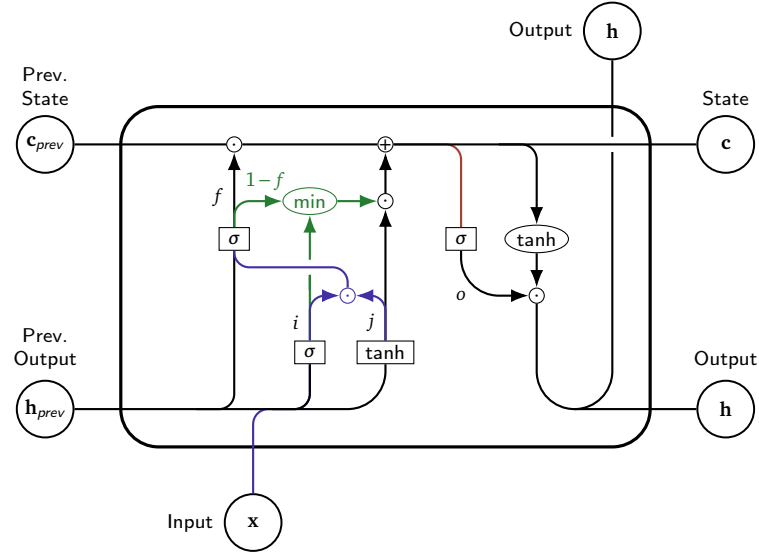 Output
h
Prev.
State
c_prev
State
c
·
+
f
1−f
min
·
σ
σ
tanh
·
·
i
j
o
σ
tanh
Prev.
Output
h_prev
Output
h
Input
x